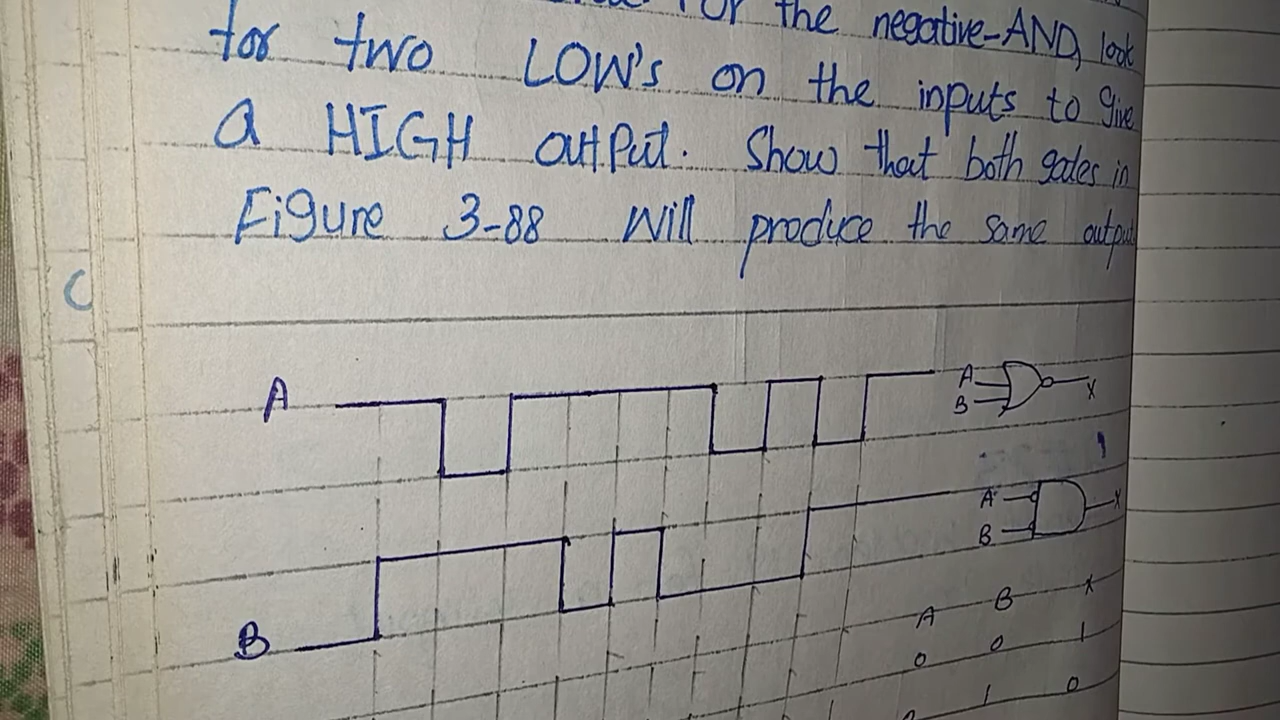 for the negative-AND, look
for two LOW's on the inputs to give
a HIGH output. Show that both gates in
Figure 3-88 will produce the same output
C
A
A
B
X
A
B
X
B
A B X
0 0 1
1 0